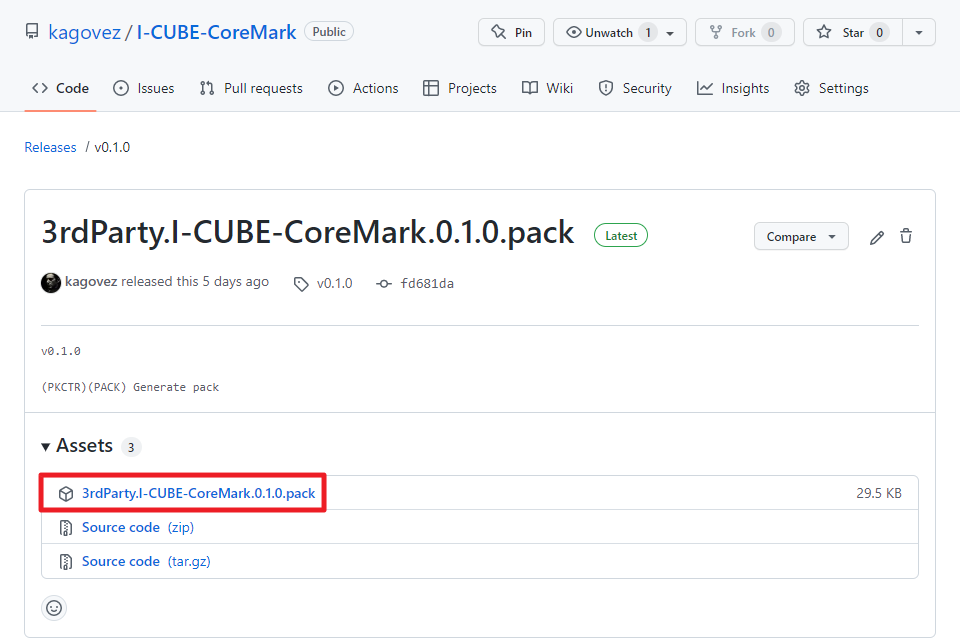 kagovez / I-CUBE-CoreMark Public Pin Unwatch 1 Fork 0 Star 0
Code Issues Pull requests Actions Projects Wiki Security Insights Settings
Releases / v0.1.0
3rdParty.I-CUBE-CoreMark.0.1.0.pack Latest Compare
kagovez released this 5 days ago v0.1.0 fd681da
v0.1.0
(PKCTR)(PACK) Generate pack
Assets 3
3rdParty.I-CUBE-CoreMark.0.1.0.pack 29.5 KB
Source code (zip)
Source code (tar.gz)